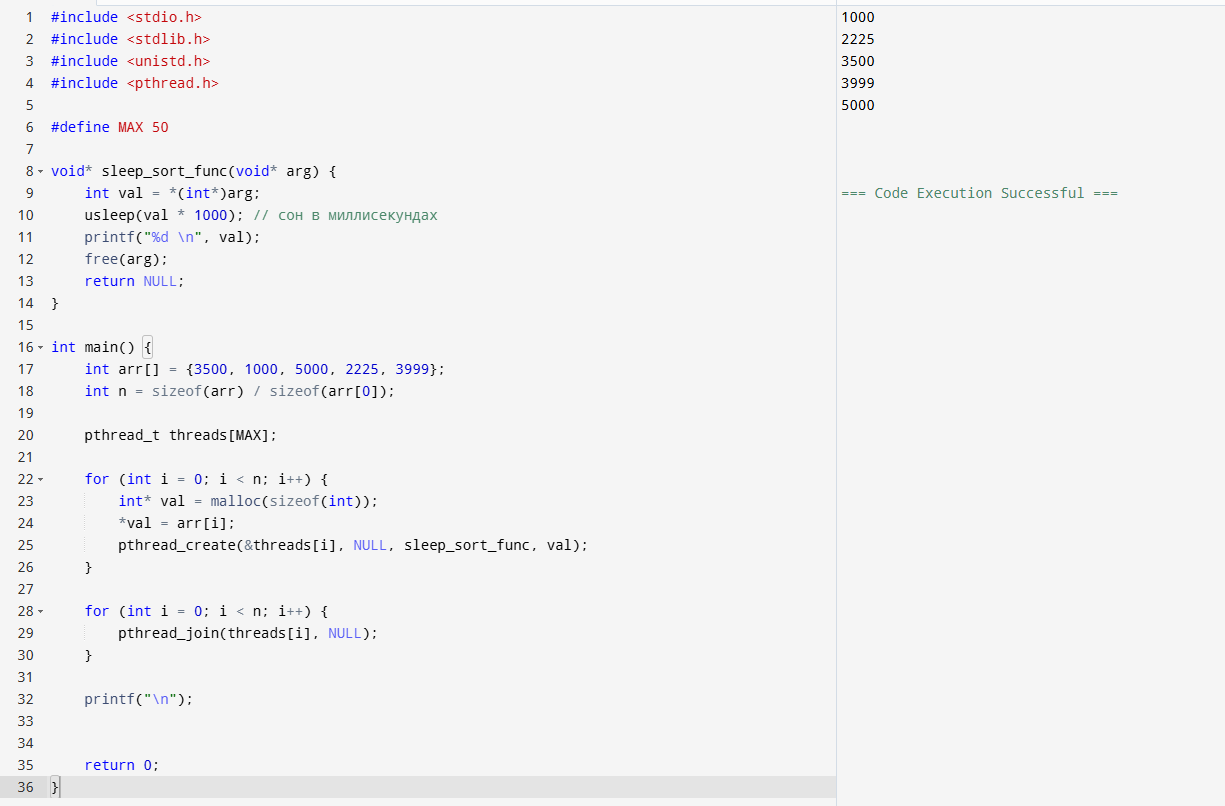 1 #include <stdio.h>
2 #include <stdlib.h>
3 #include <unistd.h>
4 #include <pthread.h>
5
6 #define MAX 50
7
8 void* sleep_sort_func(void* arg) {
9     int val = *(int*)arg;
10     usleep(val * 1000); // сон в миллисекундах
11     printf("%d \n", val);
12     free(arg);
13     return NULL;
14 }
15
16 int main() {
17     int arr[] = {3500, 1000, 5000, 2225, 3999};
18     int n = sizeof(arr) / sizeof(arr[0]);
19
20     pthread_t threads[MAX];
21
22     for (int i = 0; i < n; i++) {
23         int* val = malloc(sizeof(int));
24         *val = arr[i];
25         pthread_create(&threads[i], NULL, sleep_sort_func, val);
26     }
27
28     for (int i = 0; i < n; i++) {
29         pthread_join(threads[i], NULL);
30     }
31
32     printf("\n");
33
34
35     return 0;
36 }
1000
2225
3500
3999
5000
=== Code Execution Successful ===